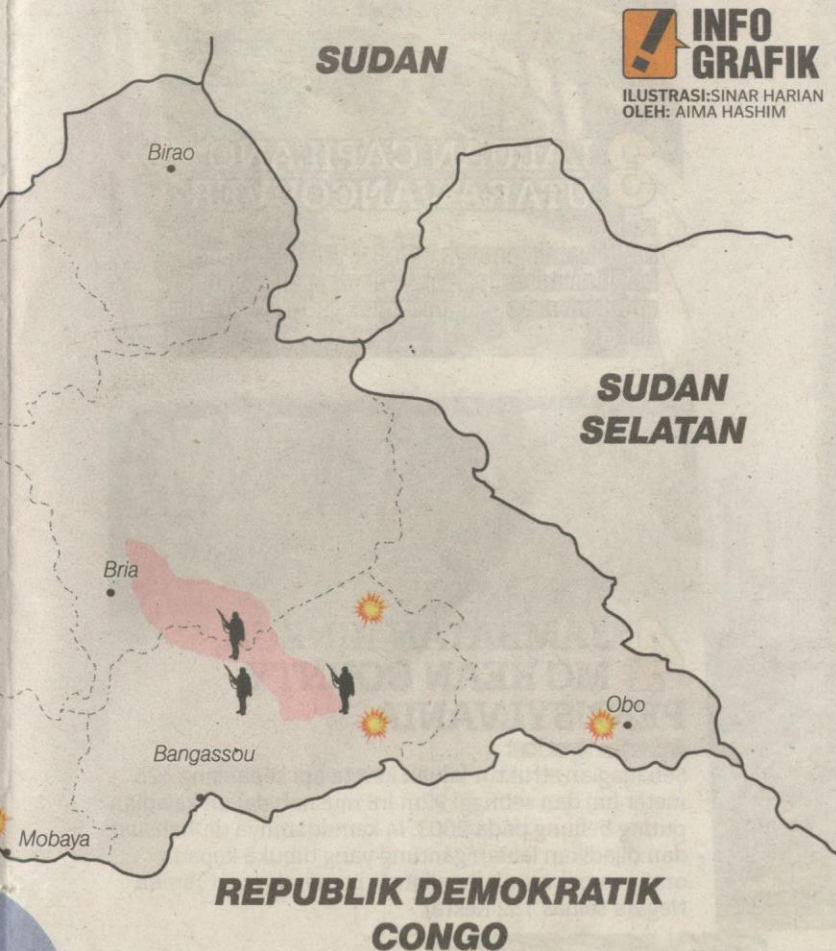 INFO
GRAFIK
ILUSTRASI:SINAR HARIAN
OLEH: AIMA HASHIM
SUDAN
Birao
SUDAN
SELATAN
Bria
Obo
Bangassou
Mobaya
REPUBLIK DEMOKRATIK
CONGO